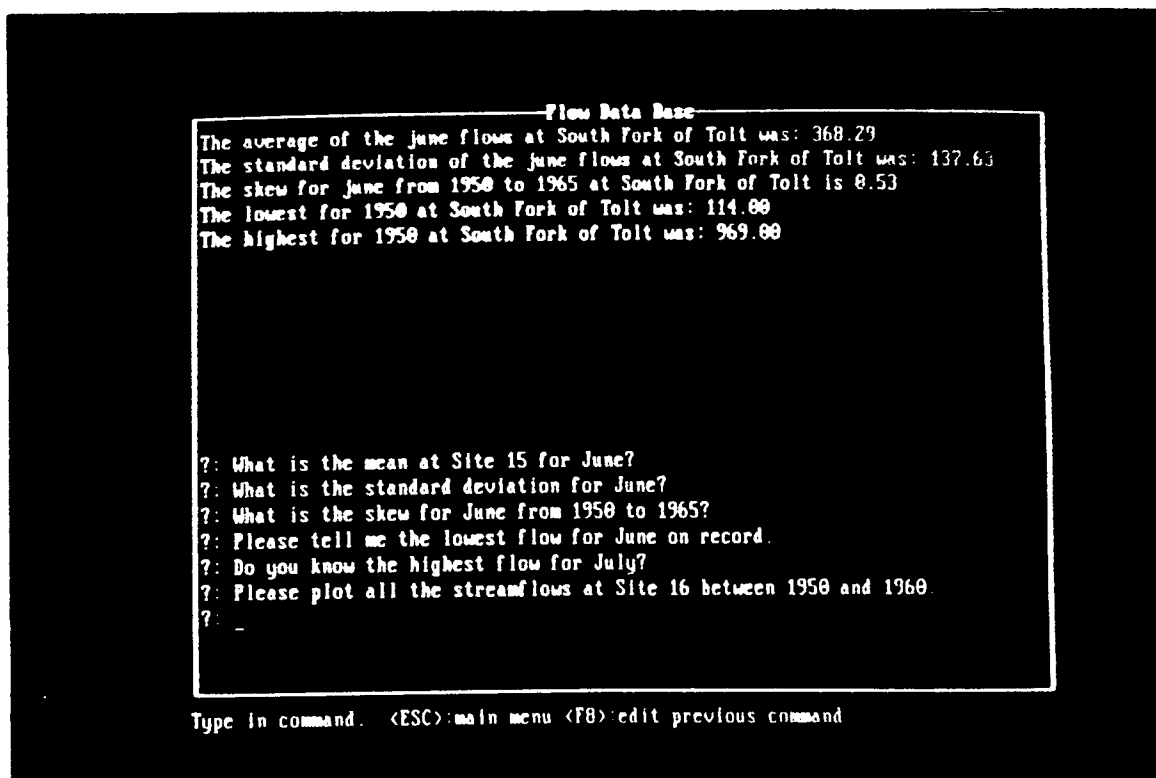 Flow Data Base
The average of the june flows at South Fork of Tolt was: 368.29
The standard deviation of the june flows at South Fork of Tolt was: 137.63
The skew for june from 1950 to 1965 at South Fork of Tolt is 0.53
The lowest for 1950 at South Fork of Tolt was: 114.00
The highest for 1950 at South Fork of Tolt was: 969.00
?: What is the mean at Site 15 for June?
?: What is the standard deviation for June?
?: What is the skew for June from 1950 to 1965?
?: Please tell me the lowest flow for June on record.
?: Do you know the highest flow for July?
?: Please plot all the streamflows at Site 16 between 1950 and 1960.
?: _
Type in command. <ESC>:main menu <F8>:edit previous command